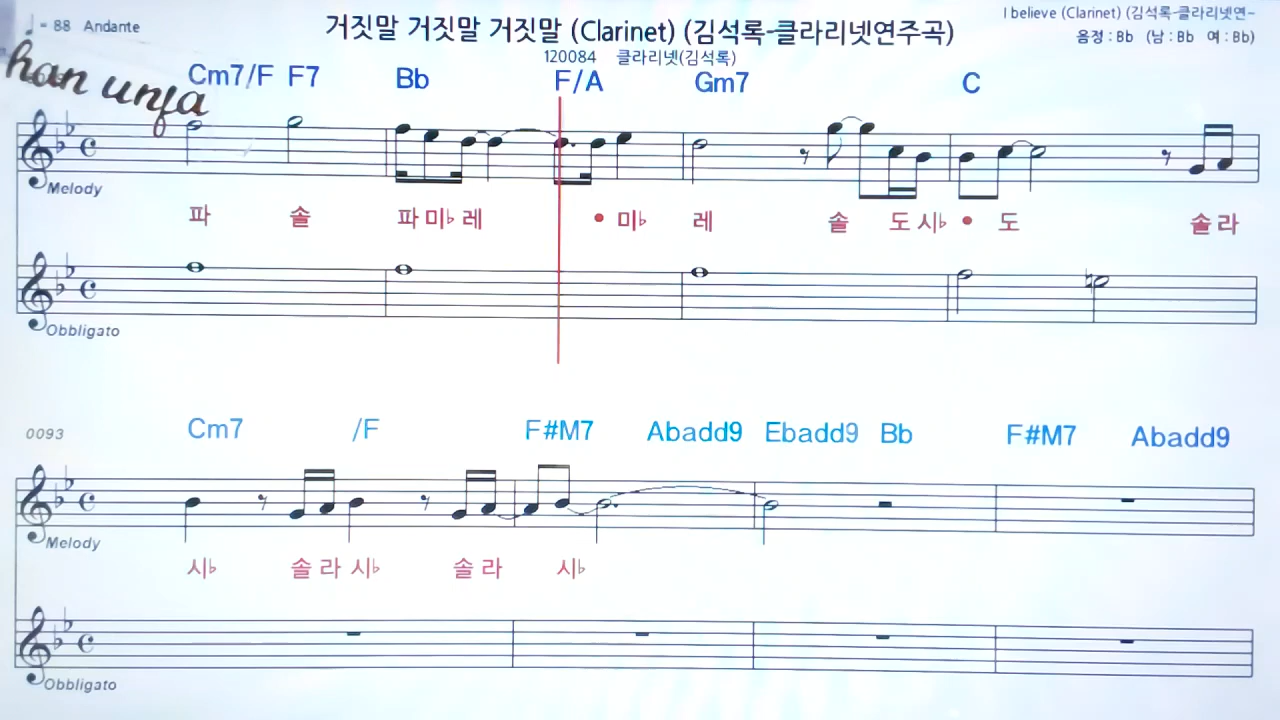 ♩ = 88 Andante
거짓말 거짓말 거짓말 (Clarinet) (김석록-클라리넷연주곡)
I believe (Clarinet) (김석록-클라리넷연~
음정 : Bb (남 : Bb 여 : Bb)
120084 클라리넷(김석록)
han unja
Cm7/F F7 Bb F/A Gm7 C
Melody
파 솔 파 미♭ 레 • 미♭ 레 솔 도 시♭ • 도 솔 라
Obbligato
0093 Cm7 /F F#M7 Abadd9 Ebadd9 Bb F#M7 Abadd9
Melody
시♭ 솔 라 시♭ 솔 라 시♭
Obbligato